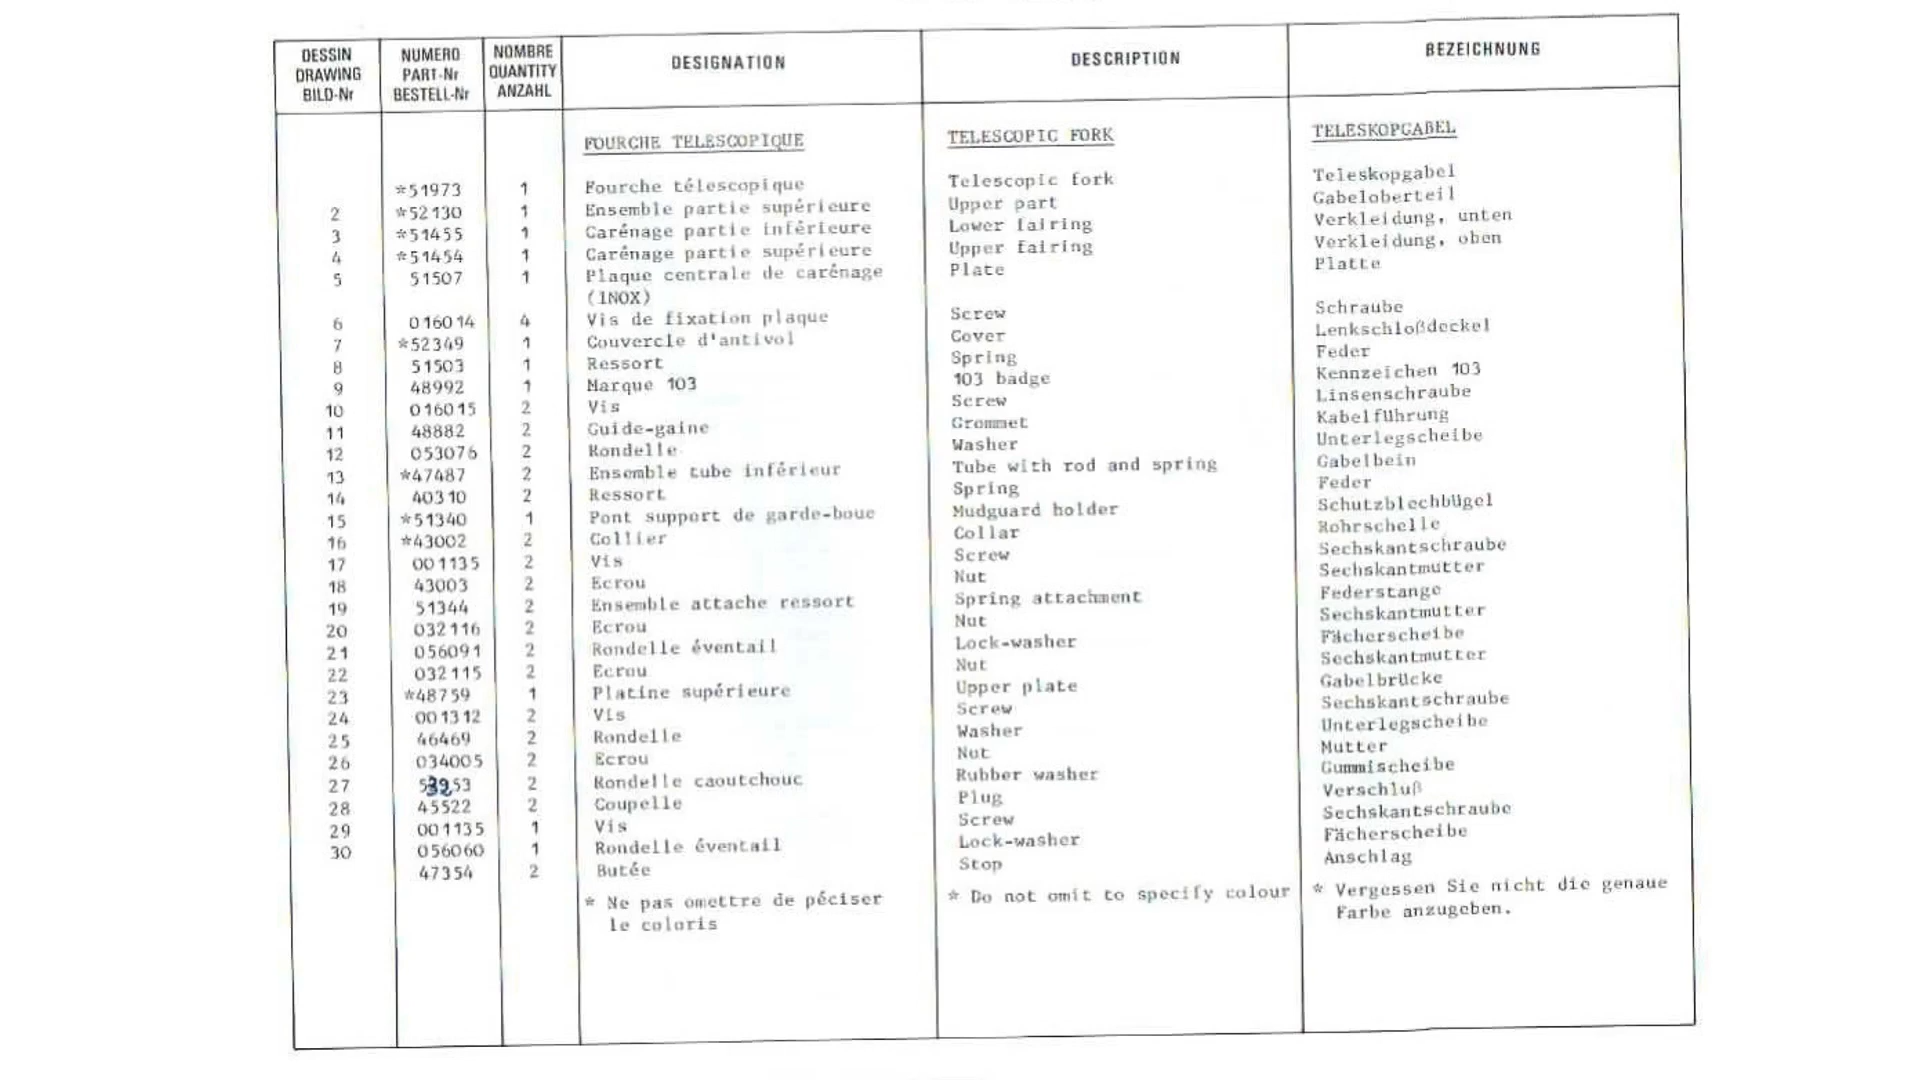 DESSIN DRAWING BILD-Nr NUMERO PART-Nr BESTELL-Nr NOMBRE QUANTITY ANZAHL DESIGNATION DESCRIPTION BEZEICHNUNG
FOURCHE TELESCOPIQUE TELESCOPIC FORK TELESKOPGABEL
*51973 1 Fourche télescopique Telescopic fork Teleskopgabel
2 *52130 1 Ensemble partie supérieure Upper part Gabeloberteil
3 *51455 1 Carénage partie inférieure Lower fairing Verkleidung, unten
4 *51454 1 Carénage partie supérieure Upper fairing Verkleidung, oben
5 51507 1 Plaque centrale de carénage Plate Platte
(INOX)
6 016014 4 Vis de fixation plaque Screw Schraube
7 *52349 1 Couvercle d'antivol Cover Lenkschloßdeckel
8 51503 1 Ressort Spring Feder
9 48992 1 Marque 103 103 badge Kennzeichen 103
10 016015 2 Vis Screw Linsenschraube
11 48882 2 Guide-gaine Grommet Kabelführung
12 053076 2 Rondelle Washer Unterlegscheibe
13 *47487 2 Ensemble tube inférieur Tube with rod and spring Gabelbein
14 40310 2 Ressort Spring Feder
15 *51340 1 Pont support de garde-boue Mudguard holder Schutzblechbügel
16 *43002 2 Collier Collar Rohrschelle
17 001135 2 Vis Screw Sechskantschraube
18 43003 2 Ecrou Nut Sechskantmutter
19 51344 2 Ensemble attache ressort Spring attachment Federstange
20 032116 2 Ecrou Nut Sechskantmutter
21 056091 2 Rondelle éventail Lock-washer Fächerscheibe
22 032115 2 Ecrou Nut Sechskantmutter
23 *48759 1 Platine supérieure Upper plate Gabelbrücke
24 001312 2 Vis Screw Sechskantschraube
25 46469 2 Rondelle Washer Unterlegscheibe
26 034005 2 Ecrou Nut Mutter
27 2 Rondelle caoutchouc Rubber washer Gummischeibe
28 45522 2 Coupelle Plug Verschluß
29 001135 1 Vis Screw Sechskantschraube
30 056060 1 Rondelle éventail Lock-washer Fächerscheibe
47354 2 Butée Stop Anschlag
* Ne pas omettre de péciser * Do not omit to specify colour * Vergessen Sie nicht die genaue
le coloris Farbe anzugeben.